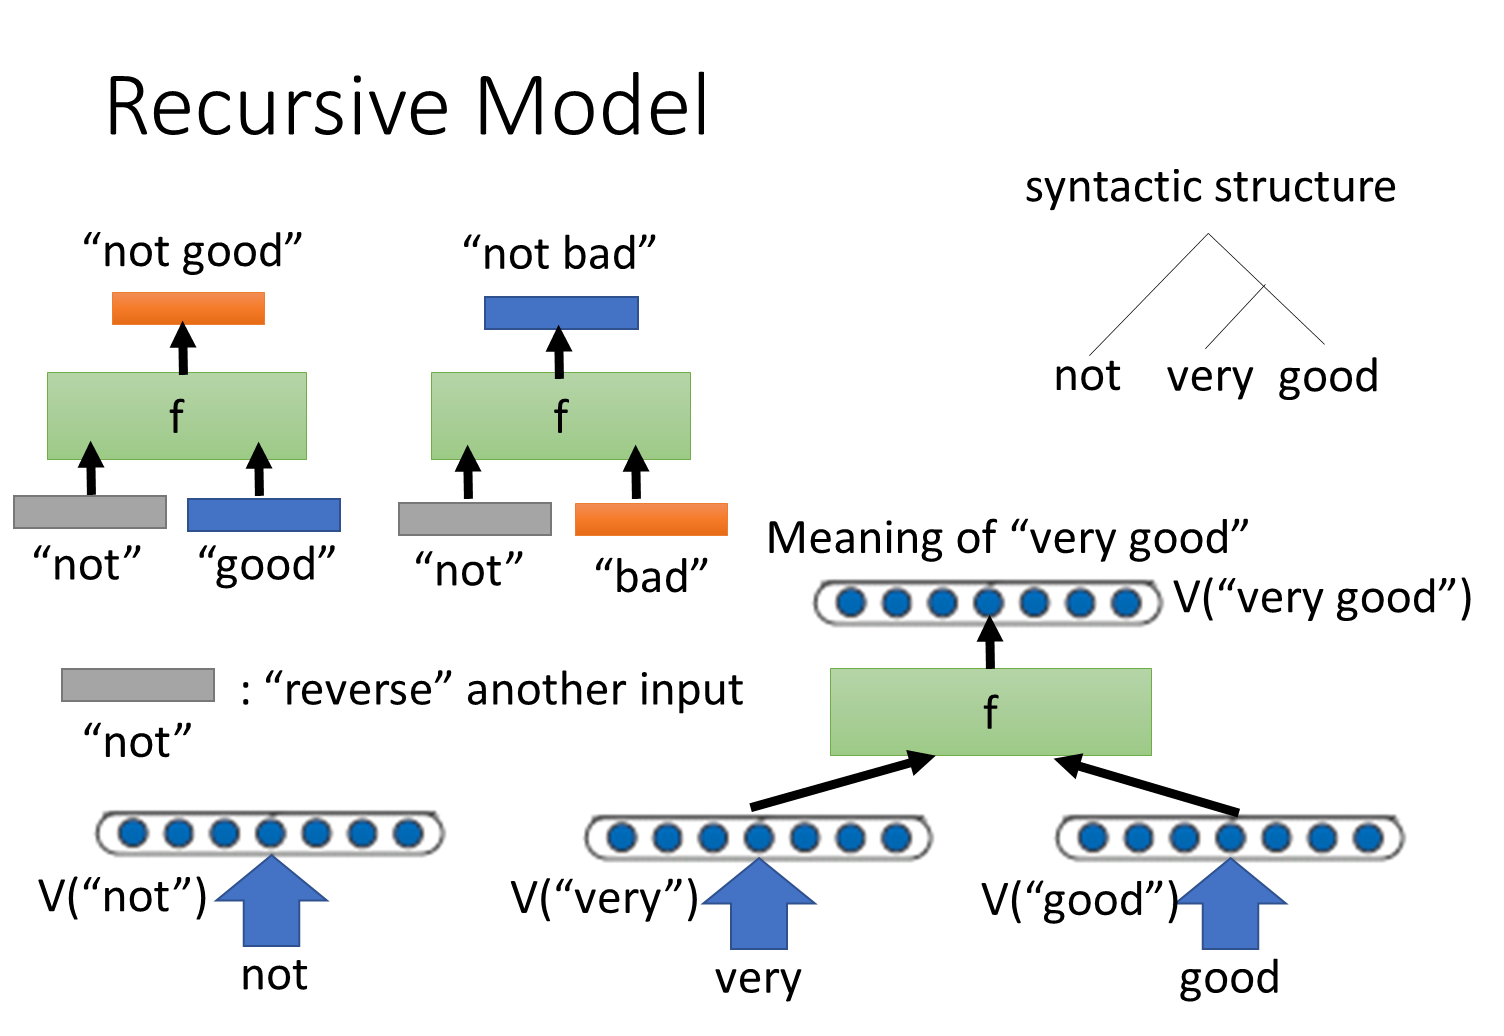 Recursive Model
syntactic structure
not very good
“not good”
f
“not” “good”
“not bad”
f
“not” “bad”
: “reverse” another input
“not”
Meaning of “very good”
V(“very good”)
f
V(“not”) V(“very”) V(“good”)
not very good